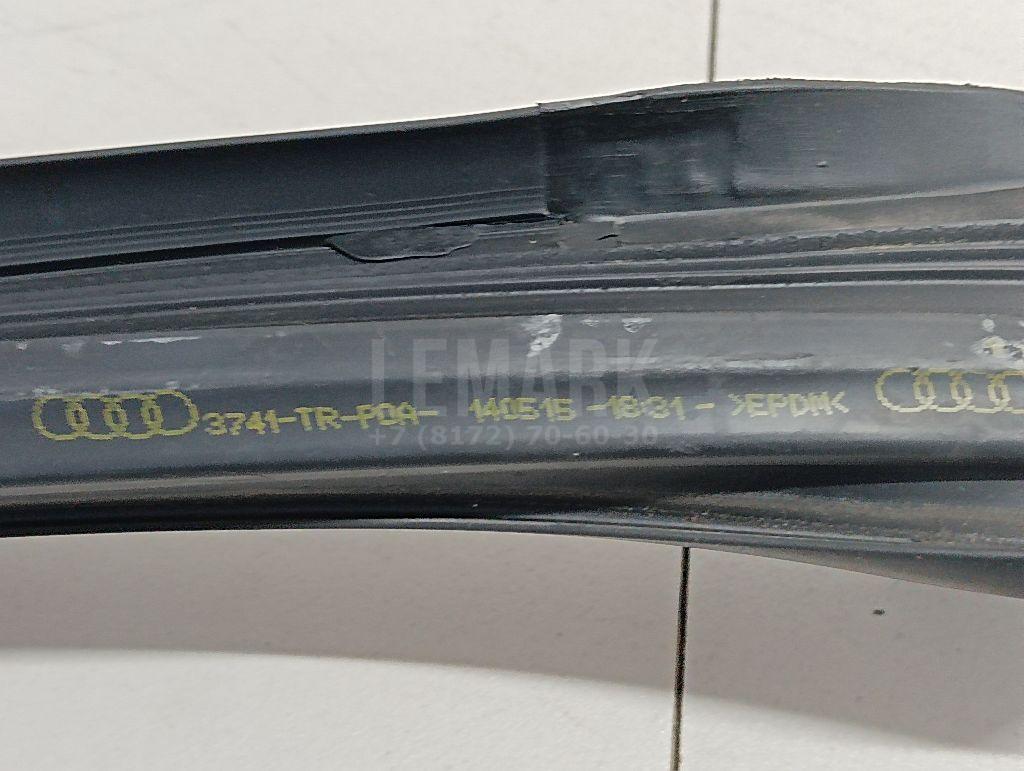 LEMARK
3741-TR-PQA- 140515 -18:31- >EPDM<
+7 (8172) 70-60-30